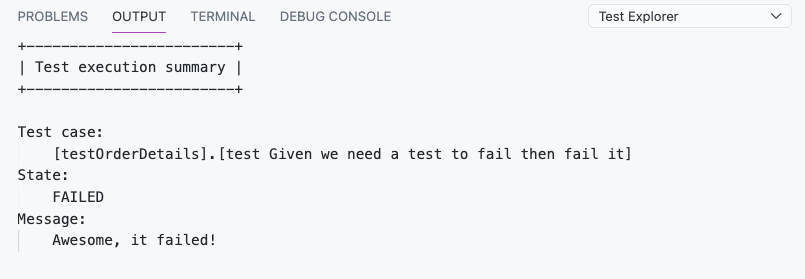 PROBLEMS OUTPUT TERMINAL DEBUG CONSOLE Test Explorer
+------------------------+
| Test execution summary |
+------------------------+
Test case:
[testOrderDetails].[test Given we need a test to fail then fail it]
State:
FAILED
Message:
Awesome, it failed!